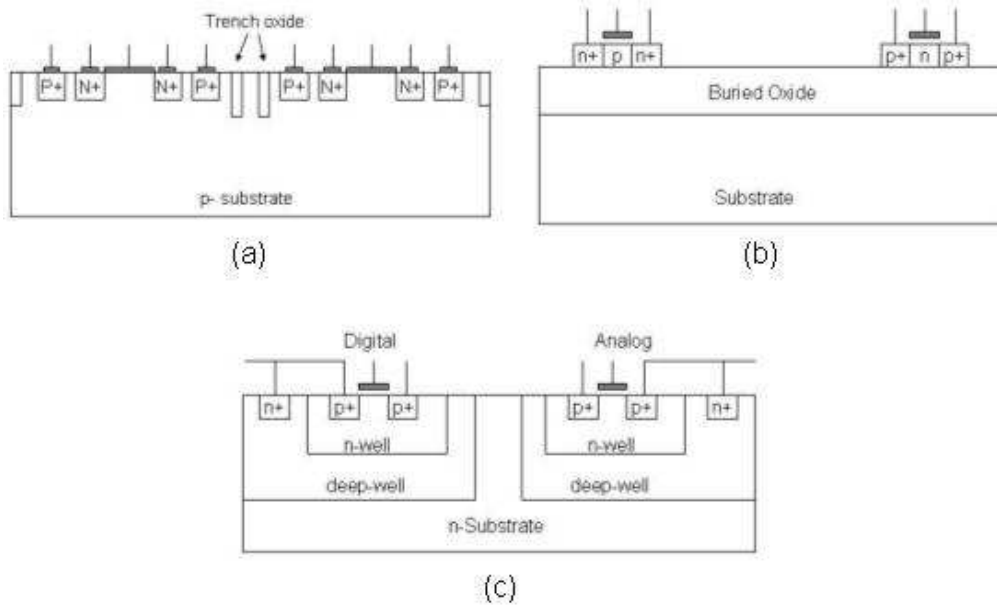 Trench oxide
P+ N+ N+ P+ P+ N+ N+ P+
p- substrate
(a)
n+ p n+ p+ n p+
Buried Oxide
Substrate
(b)
Digital Analog
n+ p+ p+ p+ p+ n+
n-well n-well
deep-well deep-well
n-Substrate
(c)